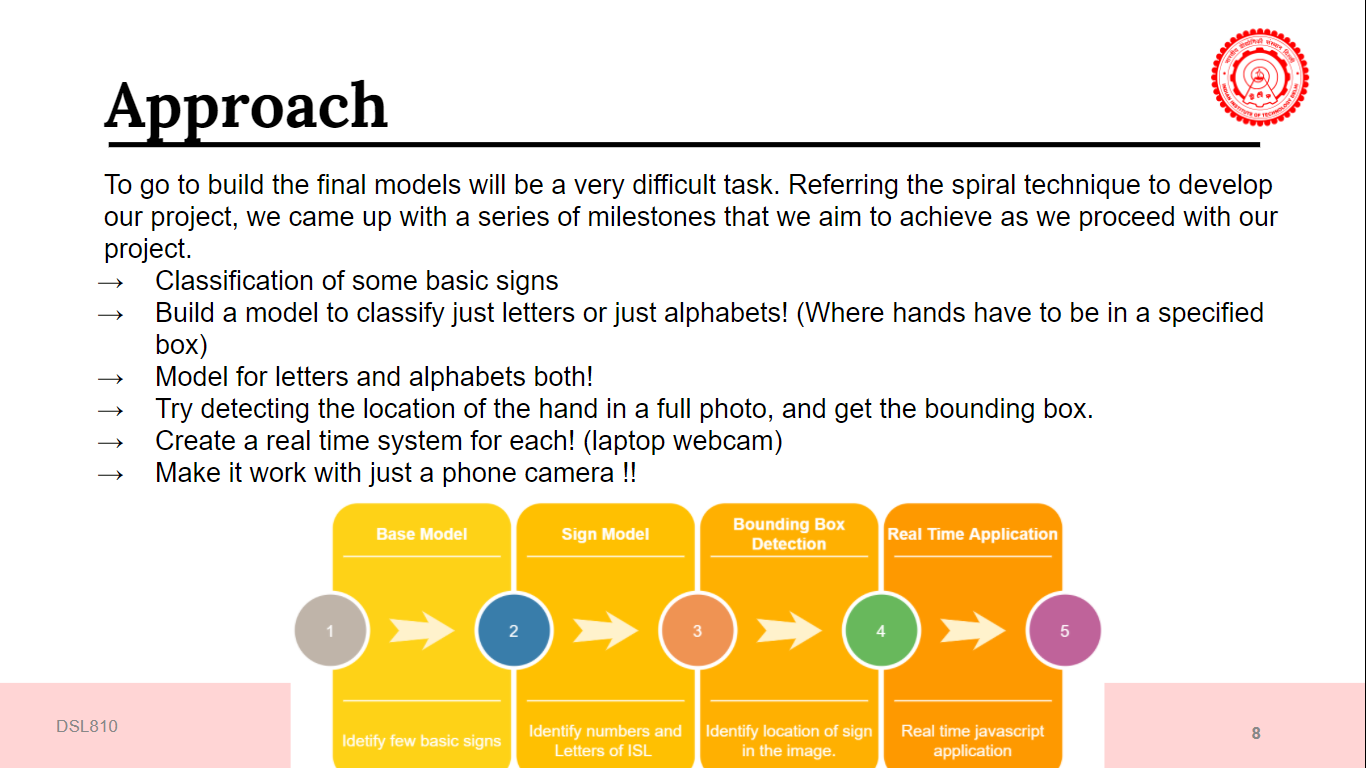 Approach
To go to build the final models will be a very difficult task. Referring the spiral technique to develop
our project, we came up with a series of milestones that we aim to achieve as we proceed with our
project.
→ Classification of some basic signs
→ Build a model to classify just letters or just alphabets! (Where hands have to be in a specified
box)
→ Model for letters and alphabets both!
→ Try detecting the location of the hand in a full photo, and get the bounding box.
→ Create a real time system for each! (laptop webcam)
→ Make it work with just a phone camera !!
Base Model
Sign Model
Bounding Box
Detection
Real Time Application
1
2
3
4
5
Idetify few basic signs
Identify numbers and
Letters of ISL
Identify location of sign
in the image.
Real time javascript
application
DSL810
8
INDIAN INSTITUTE OF TECHNOLOGY DELHI